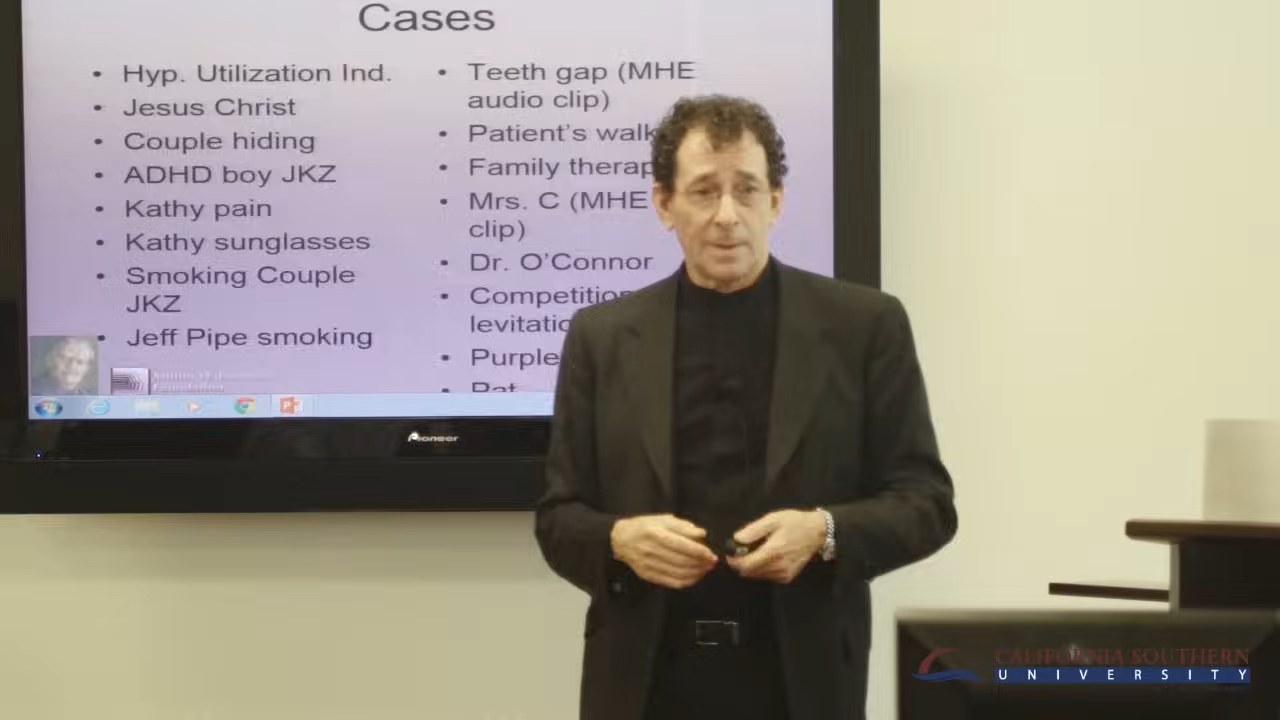 Cases
• Hyp. Utilization Ind.
• Jesus Christ
• Couple hiding
• ADHD boy JKZ
• Kathy pain
• Kathy sunglasses
• Smoking Couple
JKZ
• Jeff Pipe smoking
• Teeth gap (MHE
audio clip)
• Patient's walk
• Family therap
• Mrs. C (MHE
clip)
• Dr. O'Connor
• Competition
levitatio
• Purple
Pioneer
CALIFORNIA SOUTHERN
UNIVERSITY